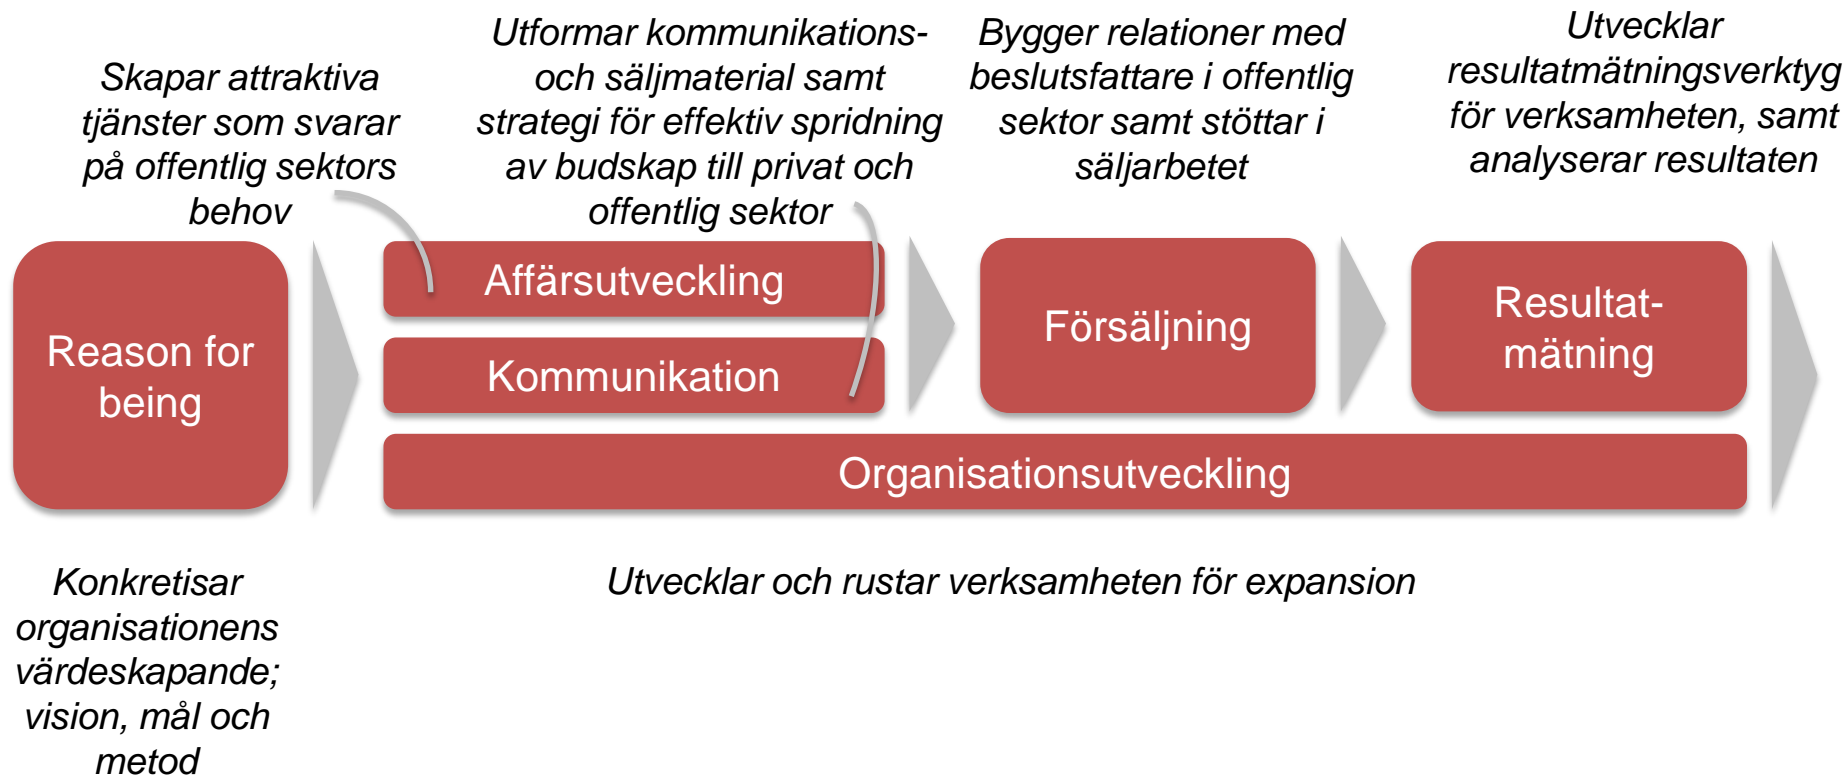 Skapar attraktiva
tjänster som svarar
på offentlig sektors
behov
Utformar kommunikations-
och säljmaterial samt
strategi för effektiv spridning
av budskap till privat och
offentlig sektor
Bygger relationer med
beslutsfattare i offentlig
sektor samt stöttar i
säljarbetet
Utvecklar
resultatmätningsverktyg
för verksamheten, samt
analyserar resultaten
Reason for
being
Affärsutveckling
Kommunikation
Försäljning
Resultat-
mätning
Organisationsutveckling
Konkretisar
organisationens
värdeskapande;
vision, mål och
metod
Utvecklar och rustar verksamheten för expansion